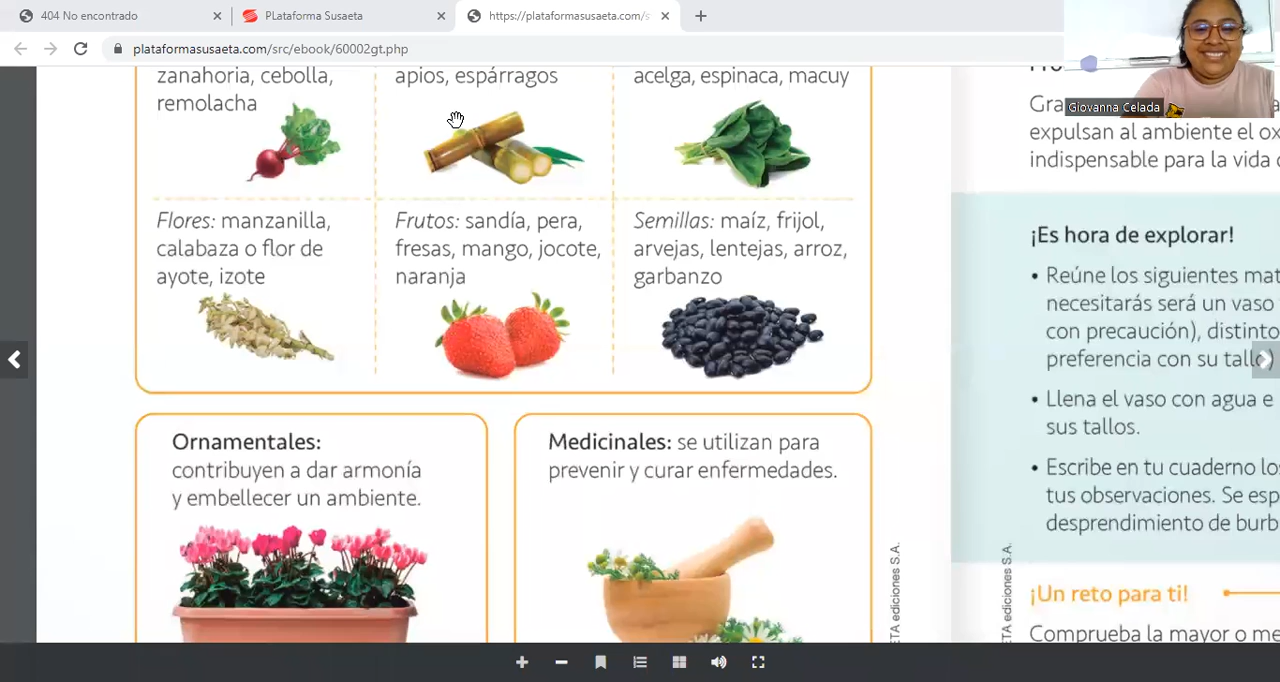 404 No encontrado
PLataforma Susaeta
https://plataformasusaeta.com/s
plataformasusaeta.com/src/ebook/60002gt.php
Giovanna Celada
zanahoria, cebolla,
remolacha
apios, espárragos
acelga, espinaca, macuy
Flores: manzanilla,
calabaza o flor de
ayote, izote
Frutos: sandía, pera,
fresas, mango, jocote,
naranja
Semillas: maíz, frijol,
arvejas, lentejas, arroz,
garbanzo
Ornamentales:
contribuyen a dar armonía
y embellecer un ambiente.
Medicinales: se utilizan para
prevenir y curar enfermedades.
ETA ediciones S.A.
Gra
expulsan al ambiente el ox
indispensable para la vida
¡Es hora de explorar!
• Reúne los siguientes mat
necesitarás será un vaso
con precaución), distinto
preferencia con su tallo)
• Llena el vaso con agua e
sus tallos.
• Escribe en tu cuaderno los
tus observaciones. Se esp
desprendimiento de burb
ETA ediciones S.A.
¡Un reto para ti!
Comprueba la mayor o me